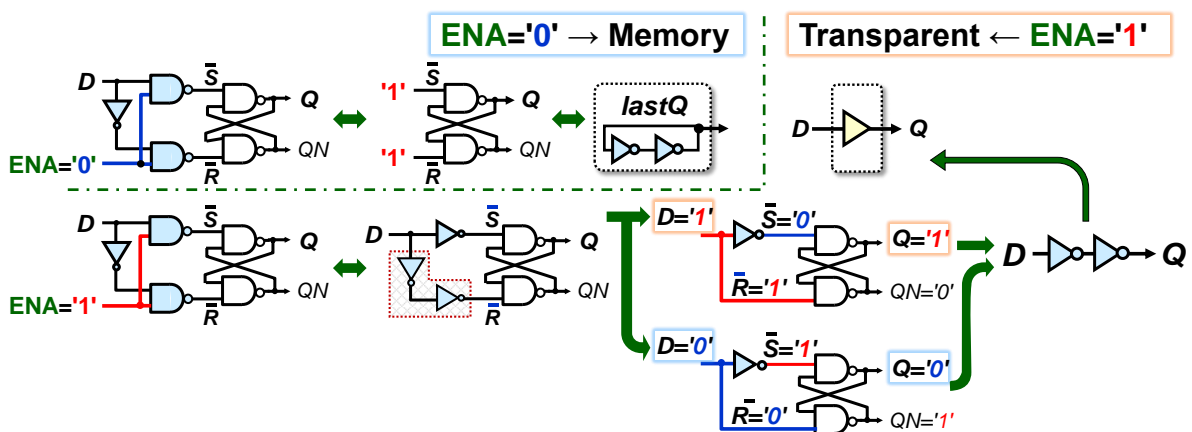 ENA='0' → Memory
Transparent ← ENA='1'
D
S̅
Q
ENA='0'
R̅
QN
'1'
S̅
Q
'1'
R̅
QN
lastQ
D
Q
D
S̅
Q
ENA='1'
R̅
QN
D
S̅
Q
R̅
QN
D='1'
S̅='0'
Q='1'
R̅='1'
QN='0'
D='0'
S̅='1'
Q='0'
R̅='0'
QN='1'
D
Q